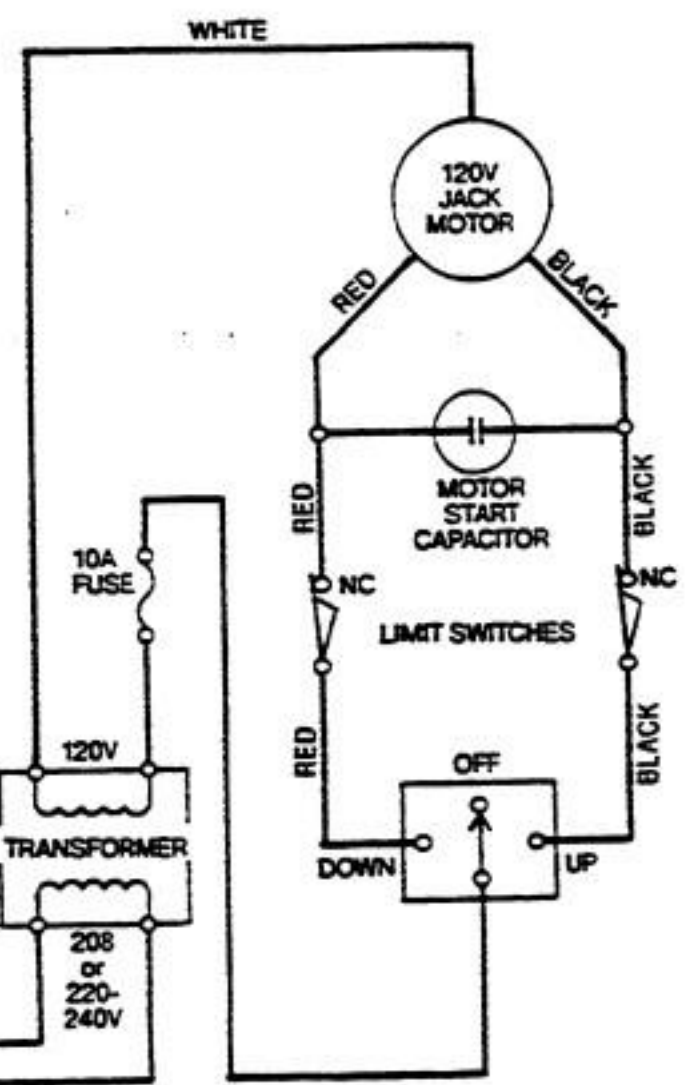 WHITE
120V
JACK
MOTOR
RED
BLACK
MOTOR
START
CAPACITOR
RED
BLACK
10A
FUSE
NC
NC
LIMIT SWITCHES
RED
BLACK
120V
OFF
TRANSFORMER
DOWN
UP
208
or
220-
240V